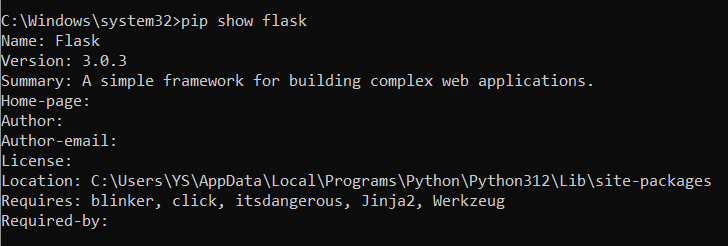 C:\Windows\system32>pip show flask
Name: Flask
Version: 3.0.3
Summary: A simple framework for building complex web applications.
Home-page:
Author:
Author-email:
License:
Location: C:\Users\YS\AppData\Local\Programs\Python\Python312\Lib\site-packages
Requires: blinker, click, itsdangerous, Jinja2, Werkzeug
Required-by: